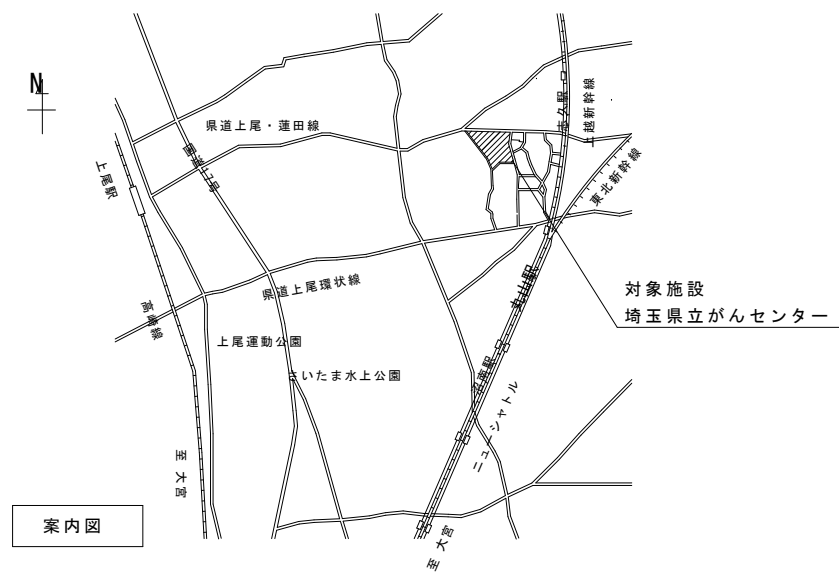 N
県道上尾・蓮田線
志久駅
上越新幹線
国道17号
上尾駅
東北新幹線
丸山駅
対象施設
埼玉県立がんセンター
県道上尾環状線
高崎線
上尾運動公園
さいたま水上公園
沼南駅
ニューシャトル
至 大宮
案内図
至 大宮